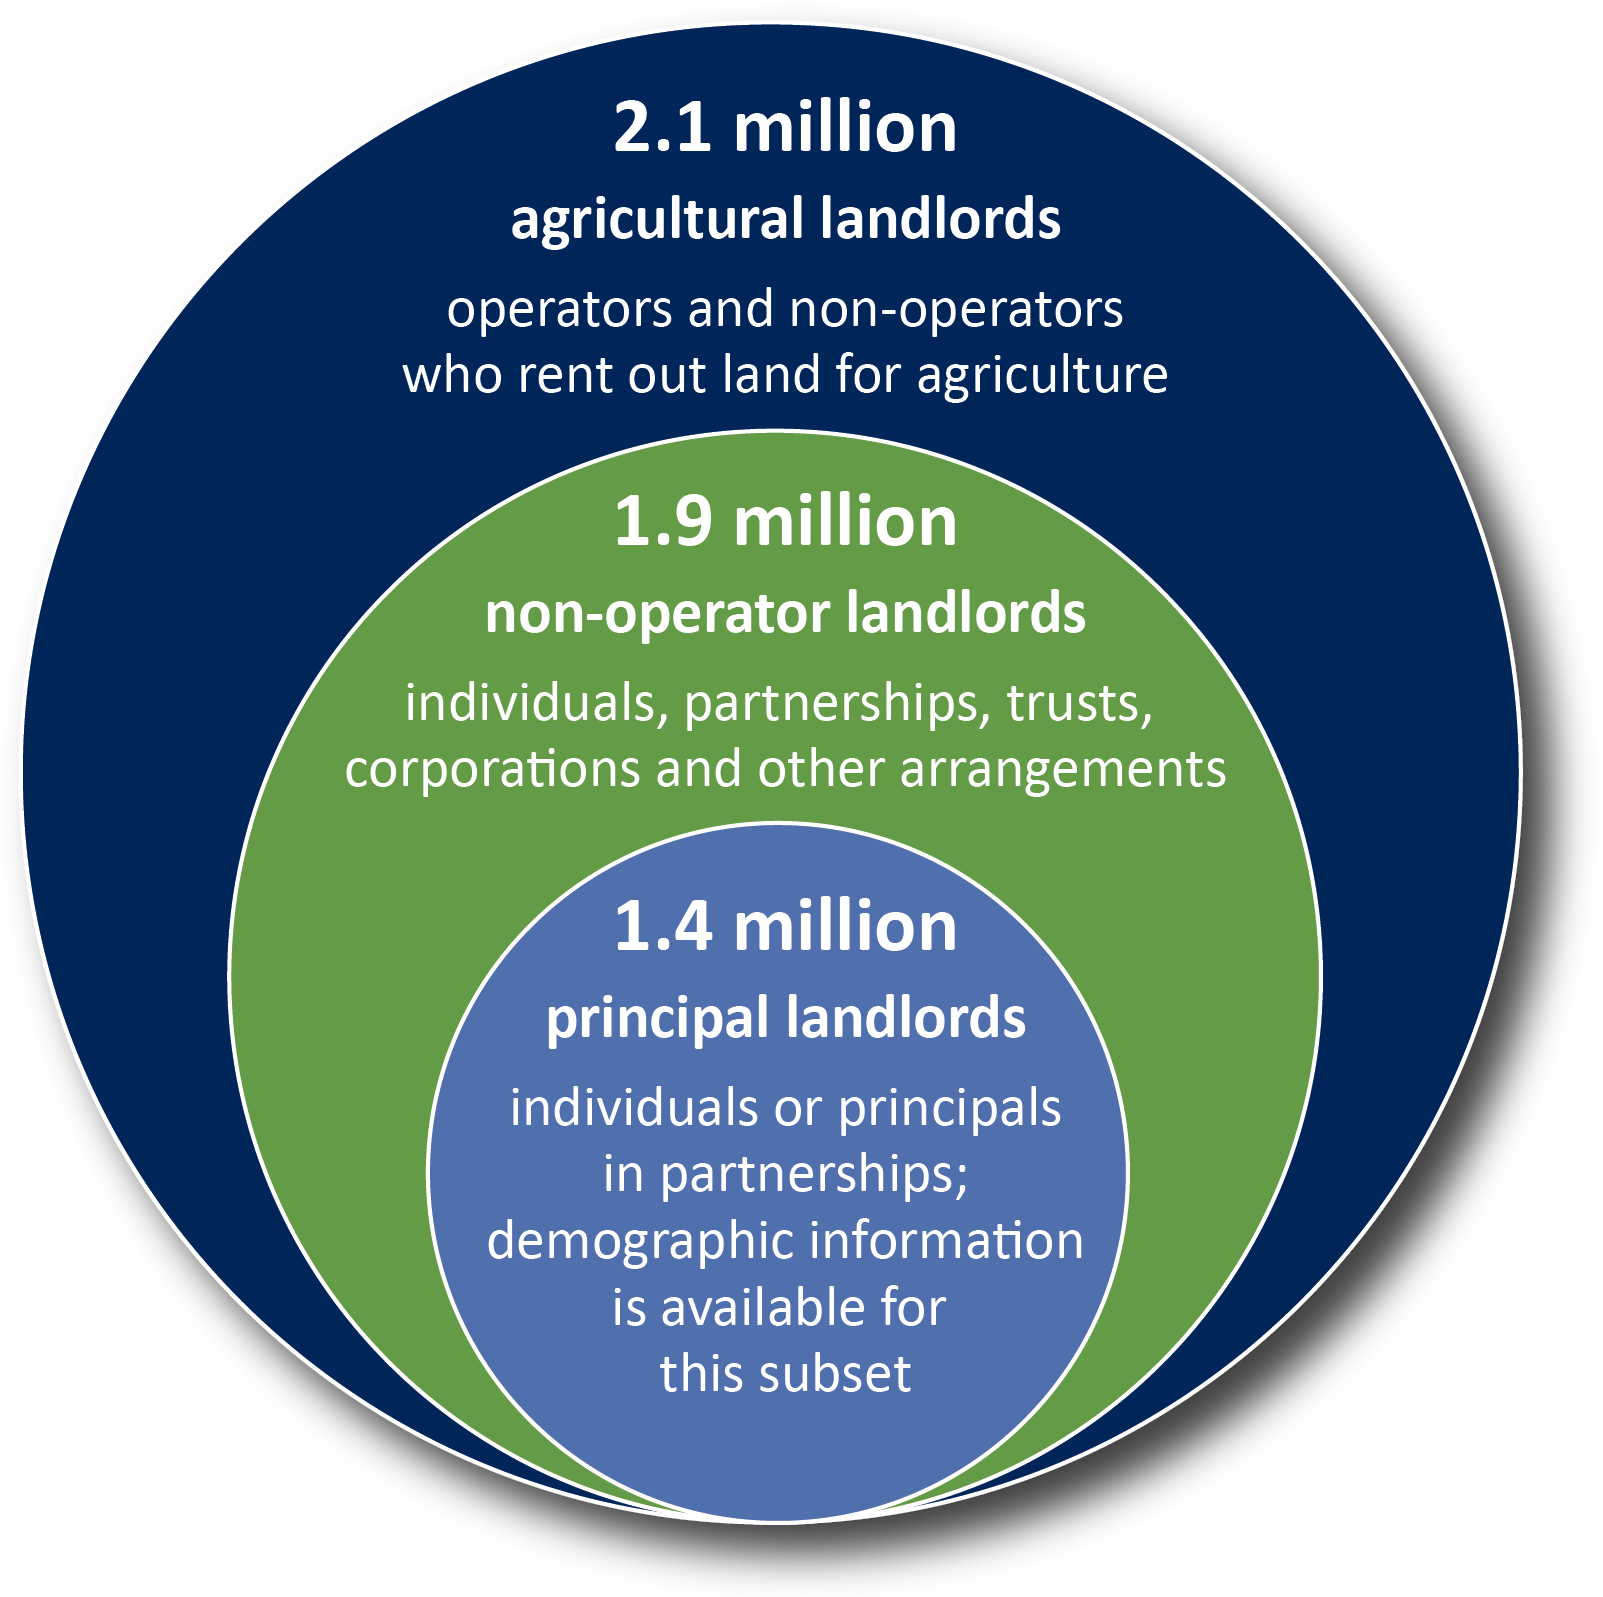 2.1 million
agricultural landlords
operators and non-operators
who rent out land for agriculture
1.9 million
non-operator landlords
individuals, partnerships, trusts,
corporations and other arrangements
1.4 million
principal landlords
individuals or principals
in partnerships;
demographic information
is available for
this subset